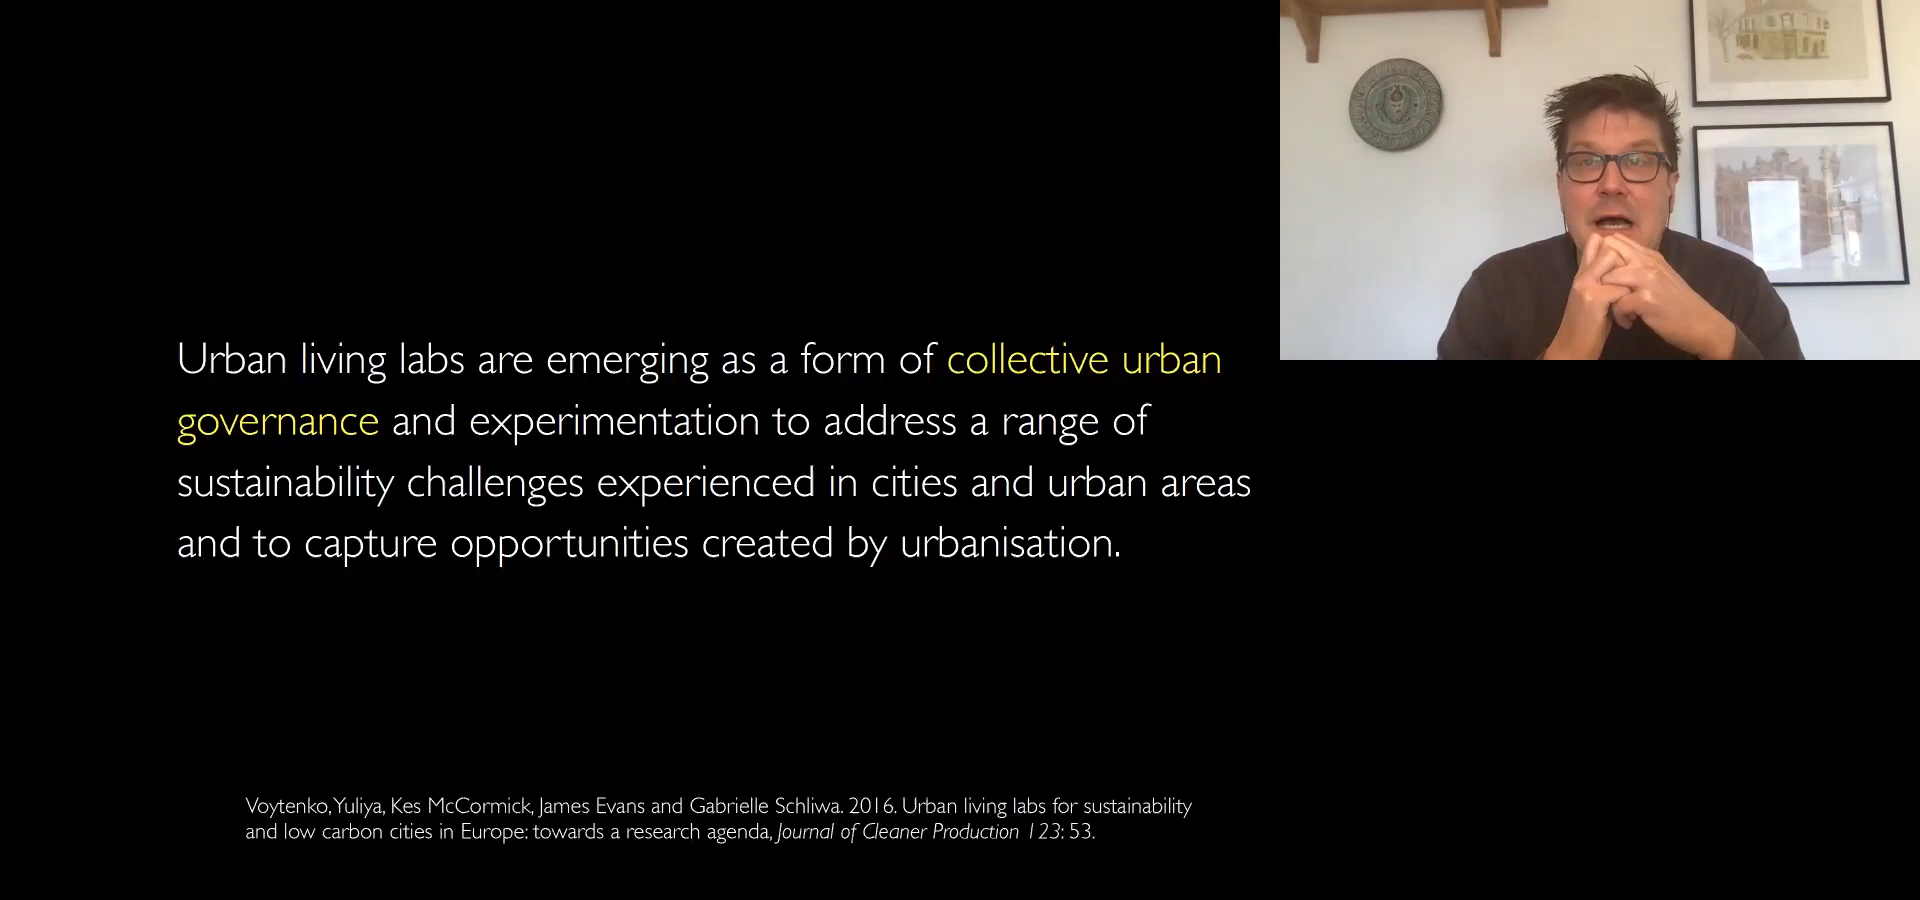 Urban living labs are emerging as a form of collective urban
governance and experimentation to address a range of
sustainability challenges experienced in cities and urban areas
and to capture opportunities created by urbanisation.
Voytenko, Yuliya, Kes McCormick, James Evans and Gabrielle Schliwa. 2016. Urban living labs for sustainability
and low carbon cities in Europe: towards a research agenda, Journal of Cleaner Production 123: 53.